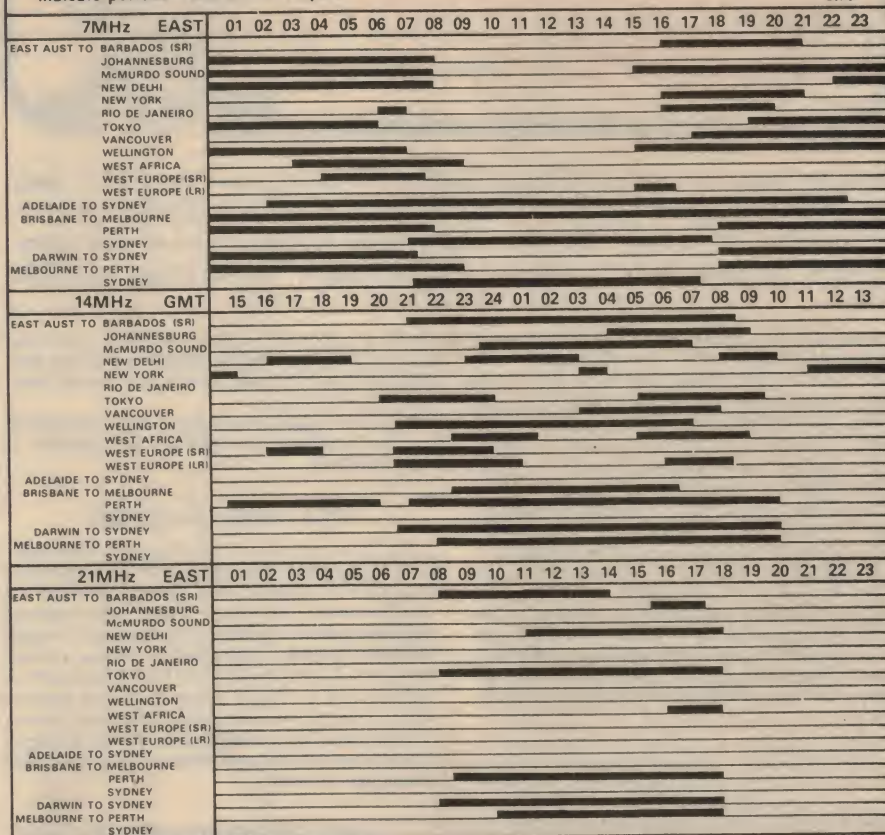 7MHz EAST 01 02 03 04 05 06 07 08 09 10 11 12 13 14 15 16 17 18 19 20 21 22 23
EAST AUST TO BARBADOS (SR)
JOHANNESBURG
McMURDO SOUND
NEW DELHI
NEW YORK
RIO DE JANEIRO
TOKYO
VANCOUVER
WELLINGTON
WEST AFRICA
WEST EUROPE (SR)
WEST EUROPE (LR)
ADELAIDE TO SYDNEY
BRISBANE TO MELBOURNE
PERTH
SYDNEY
DARWIN TO SYDNEY
MELBOURNE TO PERTH
SYDNEY
14MHz GMT 15 16 17 18 19 20 21 22 23 24 01 02 03 04 05 06 07 08 09 10 11 12 13
EAST AUST TO BARBADOS (SR)
JOHANNESBURG
McMURDO SOUND
NEW DELHI
NEW YORK
RIO DE JANEIRO
TOKYO
VANCOUVER
WELLINGTON
WEST AFRICA
WEST EUROPE (SR)
WEST EUROPE (LR)
ADELAIDE TO SYDNEY
BRISBANE TO MELBOURNE
PERTH
SYDNEY
DARWIN TO SYDNEY
MELBOURNE TO PERTH
SYDNEY
21MHz EAST 01 02 03 04 05 06 07 08 09 10 11 12 13 14 15 16 17 18 19 20 21 22 23
EAST AUST TO BARBADOS (SR)
JOHANNESBURG
McMURDO SOUND
NEW DELHI
NEW YORK
RIO DE JANEIRO
TOKYO
VANCOUVER
WELLINGTON
WEST AFRICA
WEST EUROPE (SR)
WEST EUROPE (LR)
ADELAIDE TO SYDNEY
BRISBANE TO MELBOURNE
PERTH
SYDNEY
DARWIN TO SYDNEY
MELBOURNE TO PERTH
SYDNEY